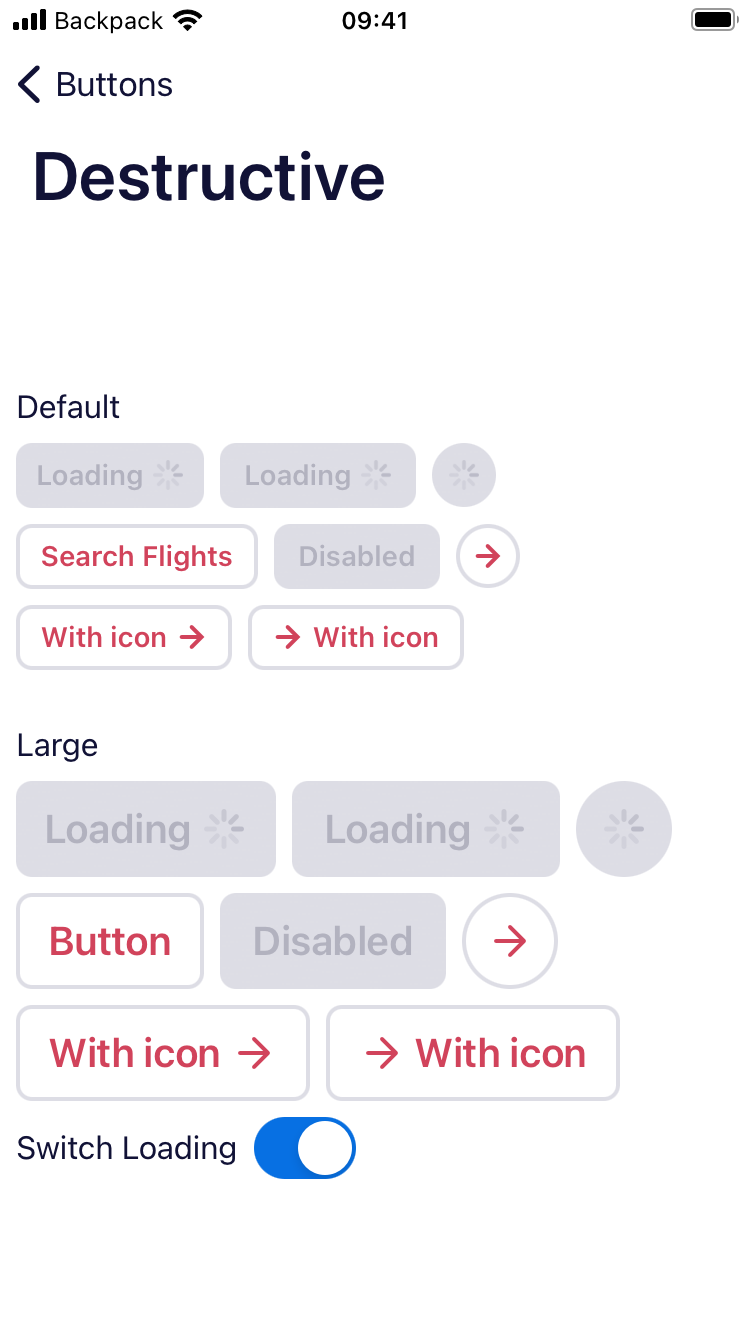 Backpack 09:41
Buttons
Destructive
Default
Loading Loading
Search Flights Disabled
With icon With icon
Large
Loading Loading
Button Disabled
With icon With icon
Switch Loading